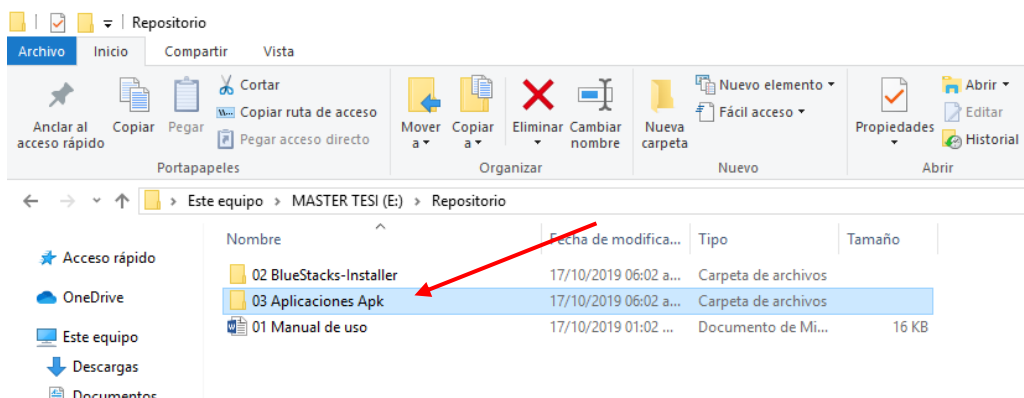 Repositorio
Archivo Inicio Compartir Vista
Anclar al acceso rápido
Copiar
Pegar
Cortar
Copiar ruta de acceso
Pegar acceso directo
Portapapeles
Mover a
Copiar a
Eliminar
Cambiar nombre
Organizar
Nueva carpeta
Nuevo elemento
Fácil acceso
Nuevo
Propiedades
Abrir
Editar
Historial
Abrir
Este equipo > MASTER TESI (E:) > Repositorio
Acceso rápido
OneDrive
Este equipo
Descargas
Documentos
Nombre Fecha de modifica... Tipo Tamaño
02 BlueStacks-Installer 17/10/2019 06:02 a... Carpeta de archivos
03 Aplicaciones Apk 17/10/2019 06:02 a... Carpeta de archivos
01 Manual de uso 17/10/2019 01:02 ... Documento de Mi... 16 KB